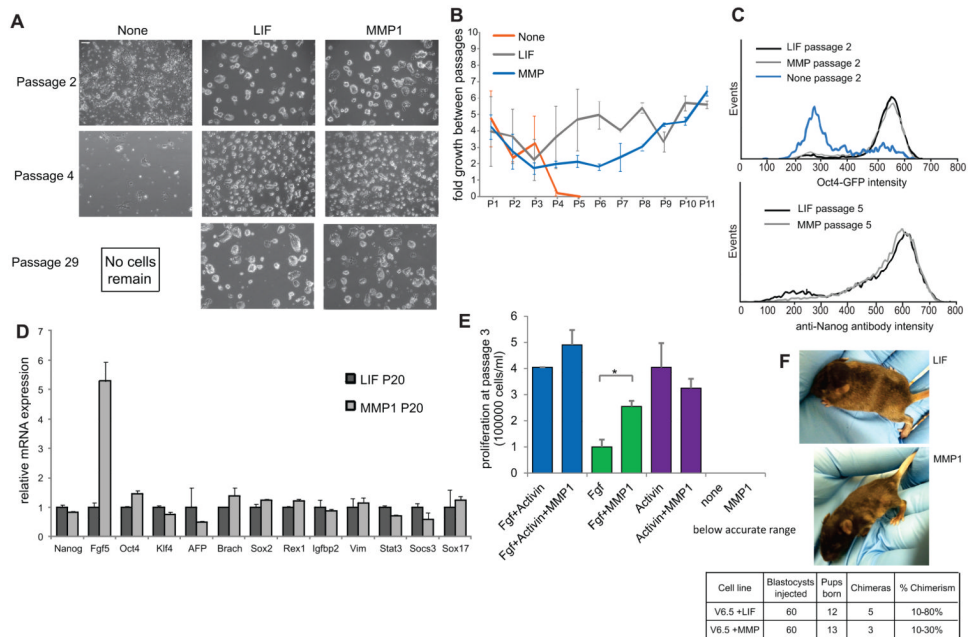 A
None
LIF
MMP1
Passage 2
Passage 4
Passage 29
No cells
remain
B
None
LIF
MMP
fold growth between passages
10
9
8
7
6
5
4
3
2
1
0
P1 P2 P3 P4 P5 P6 P7 P8 P9 P10 P11
C
LIF passage 2
MMP passage 2
None passage 2
Events
0 100 200 300 400 500 600 700 800
Oct4-GFP intensity
LIF passage 5
MMP passage 5
Events
0 100 200 300 400 500 600 700 800
anti-Nanog antibody intensity
D
relative mRNA expression
7
6
5
4
3
2
1
0
LIF P20
MMP1 P20
Nanog Fgf5 Oct4 Klf4 AFP Brach Sox2 Rex1 Igfbp2 Vim Stat3 Socs3 Sox17
E
proliferation at passage 3
(100000 cells/ml)
6
5
4
3
2
1
0
*
Fgf+Activin
Fgf+Activin+MMP1
Fgf
Fgf+MMP1
Activin
Activin+MMP1
none
MMP1
below accurate range
F
LIF
MMP1
Cell line Blastocysts injected Pups born Chimeras % Chimerism
V6.5 +LIF 60 12 5 10-80%
V6.5 +MMP 60 13 3 10-30%